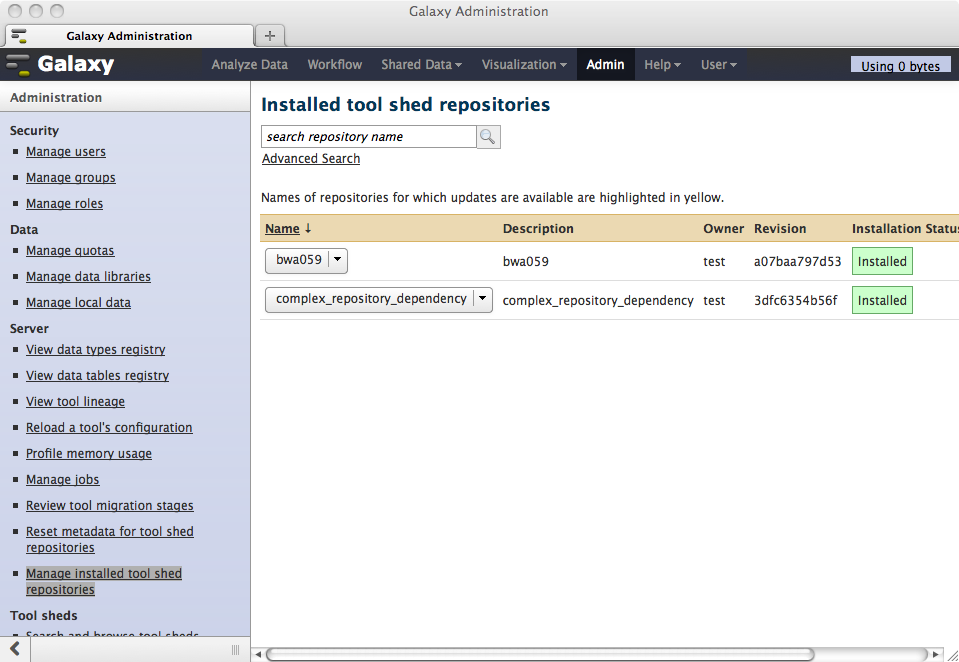 Galaxy Administration
Galaxy Administration
Galaxy
Analyze Data
Workflow
Shared Data
Visualization
Admin
Help
User
Using 0 bytes
Administration
Security
Manage users
Manage groups
Manage roles
Data
Manage quotas
Manage data libraries
Manage local data
Server
View data types registry
View data tables registry
View tool lineage
Reload a tool's configuration
Profile memory usage
Manage jobs
Review tool migration stages
Reset metadata for tool shed
repositories
Manage installed tool shed
repositories
Tool sheds
Search and browse tool sheds
Installed tool shed repositories
search repository name
Advanced Search
Names of repositories for which updates are available are highlighted in yellow.
Name ↓ Description Owner Revision Installation Status
bwa059 bwa059 test a07baa797d53 Installed
complex_repository_dependency complex_repository_dependency test 3dfc6354b56f Installed